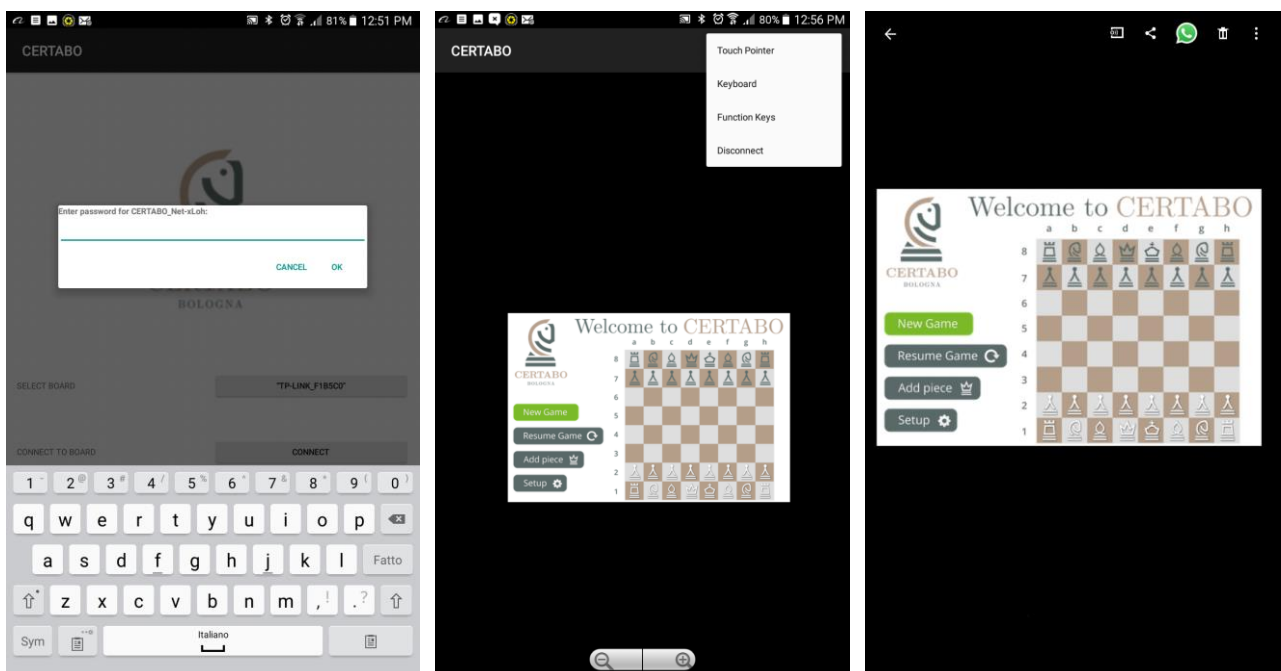 81% 12:51 PM
CERTABO
Enter password for CERTABO_Net-xLoh:
CANCEL OK
BOLOGNA
SELECT BOARD "TP-LINK_F1B5C0"
CONNECT TO BOARD CONNECT
1 2 @ 3 # 4 / 5 % 6 ^ 7 & 8 * 9 ( 0 )
q w e r t y u i o p
a s d f g h j k l Fatto
z x c v b n m , ! . ?
Sym Italiano
80% 12:56 PM
CERTABO
Touch Pointer
Keyboard
Function Keys
Disconnect
Welcome to CERTABO
a b c d e f g h
8
7
6
5
4
3
2
1
CERTABO
BOLOGNA
New Game
Resume Game
Add piece
Setup
Welcome to CERTABO
a b c d e f g h
8
7
6
5
4
3
2
1
CERTABO
BOLOGNA
New Game
Resume Game
Add piece
Setup